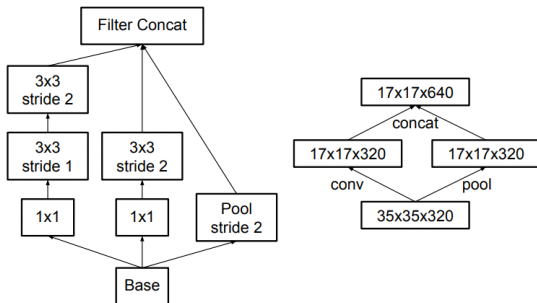 Filter Concat
3x3
stride 2
3x3
stride 1
3x3
stride 2
1x1
1x1
Pool
stride 2
Base
17x17x640
concat
17x17x320
17x17x320
conv
pool
35x35x320